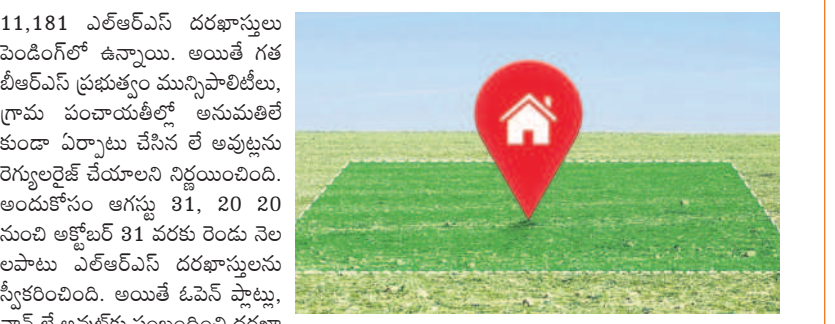 11,181 ఎల్ఆర్ఎస్ దరఖాస్తులు
పెండింగ్‌లో ఉన్నాయి. అయితే గత
బీఆర్ఎస్ ప్రభుత్వం మున్సిపాలిటీలు,
గ్రామ పంచాయతీల్లో అనుమతిలే
కుండా ఏర్పాటు చేసిన లే అవుట్లను
రెగ్యులరైజ్ చేయాలని నిర్ణయించింది.
అందుకోసం ఆగస్టు 31, 20 20
నుంచి అక్టోబర్ 31 వరకు రెండు నెల
లపాటు ఎల్ఆర్ఎస్ దరఖాస్తులను
స్వీకరించింది. అయితే ఓపెన్ ప్లాట్లు,